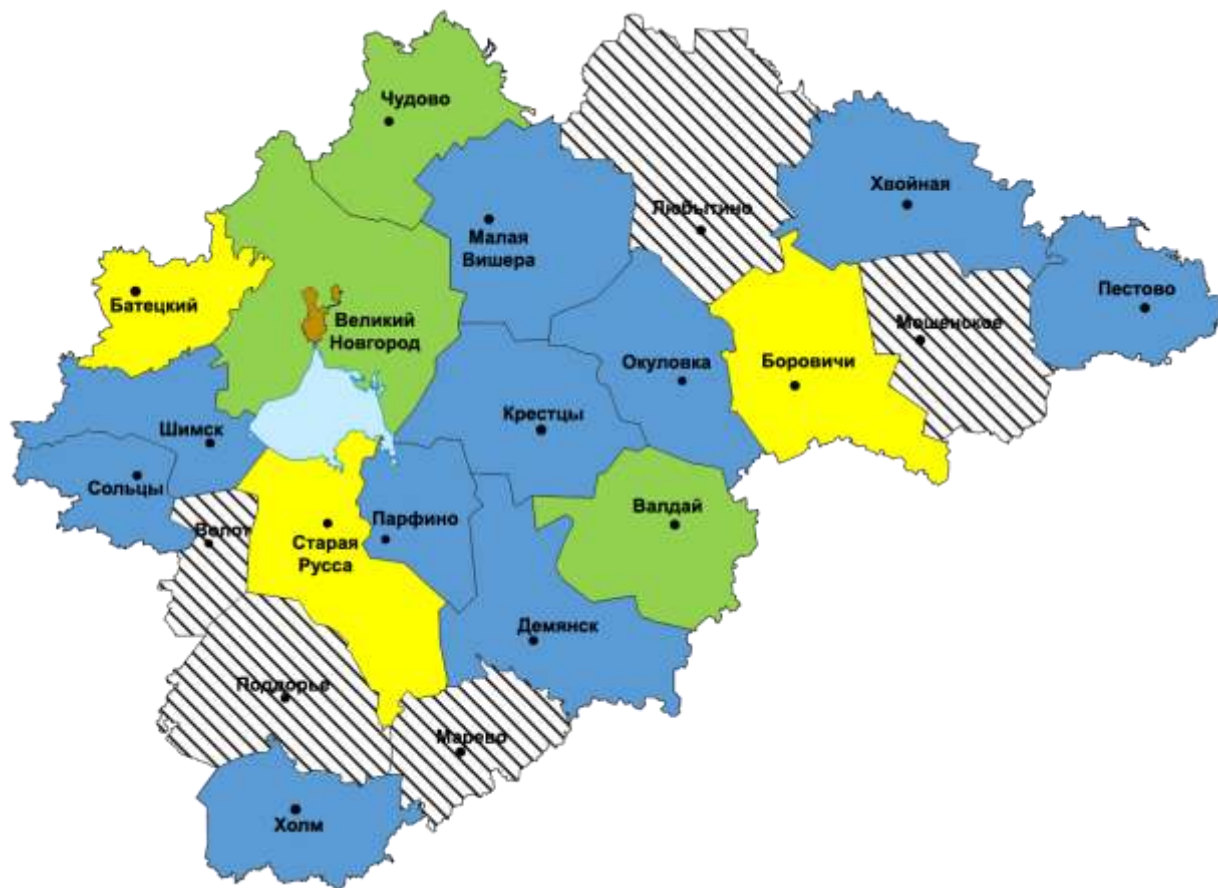 Чудово
Хвойная
Любытино
Малая
Вишера
Пестово
Батецкий
Великий
Новгород
Мошенское
Окуловка
Боровичи
Крестцы
Шимск
Сольцы
Валдай
Парфино
Волот
Старая
Русса
Демянск
Поддорье
Марево
Холм